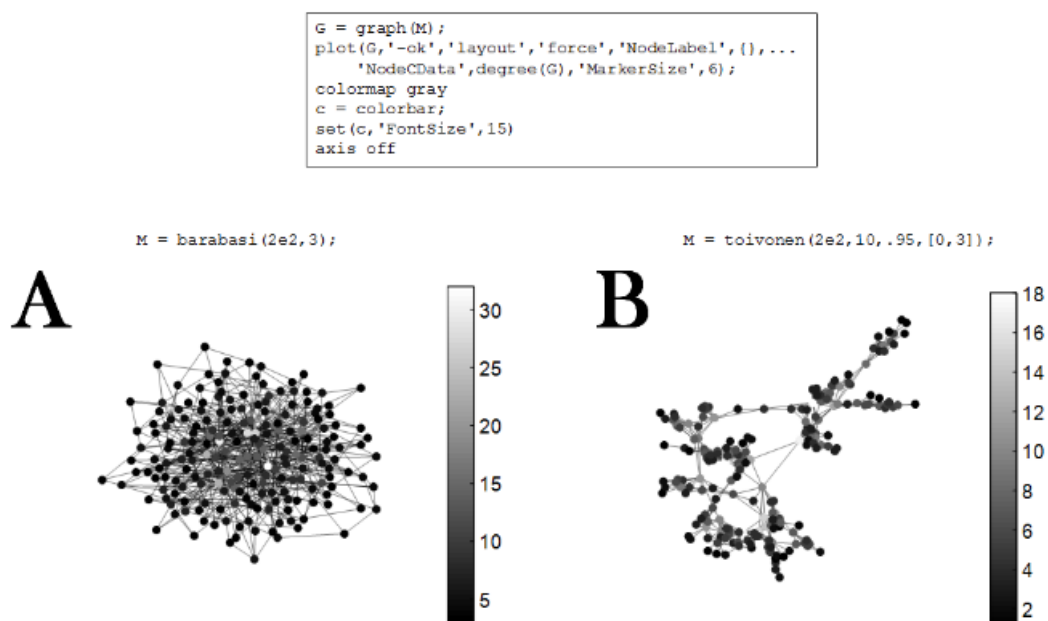 G = graph(M);
plot(G,'-ok','layout','force','NodeLabel',{},...
'NodeCData',degree(G),'MarkerSize',6);
colormap gray
c = colorbar;
set(c,'FontSize',15)
axis off
M = barabasi(2e2,3);
M = toivonen(2e2,10,.95,[0,3]);
A
30
25
20
15
10
5
B
18
16
14
12
10
8
6
4
2